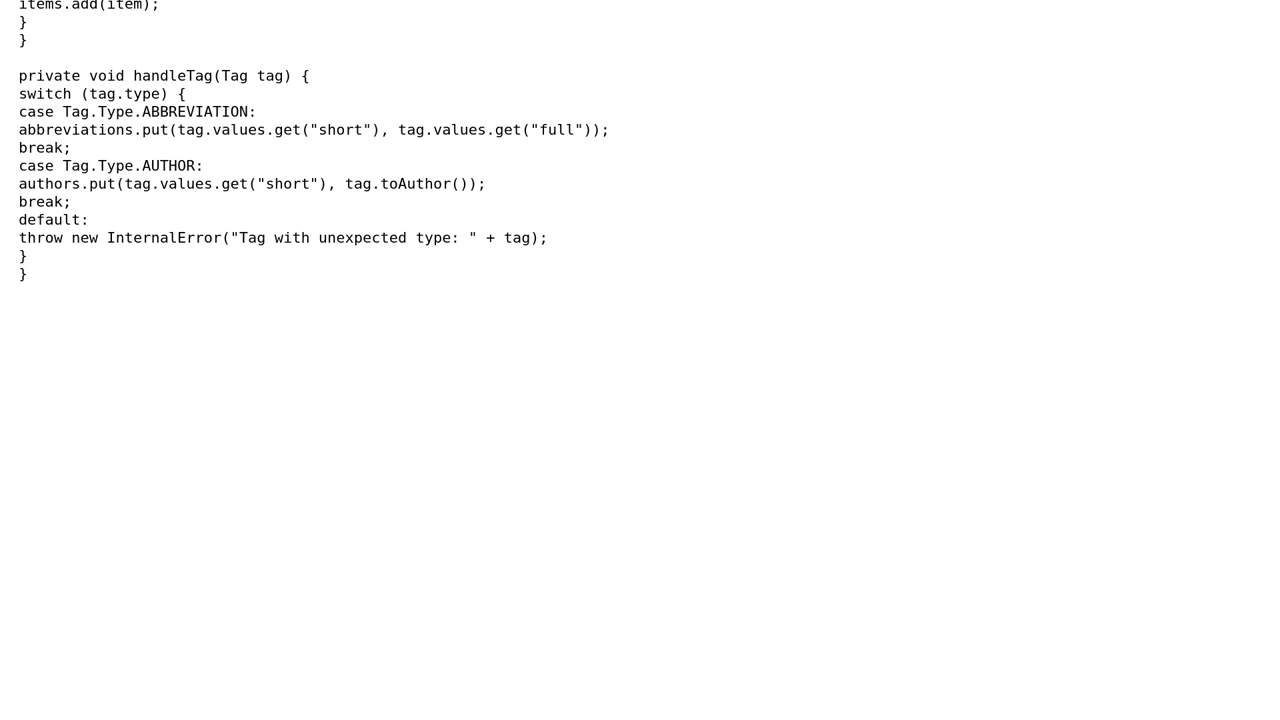 items.add(item);
}
}

private void handleTag(Tag tag) {
switch (tag.type) {
case Tag.Type.ABBREVIATION:
abbreviations.put(tag.values.get("short"), tag.values.get("full"));
break;
case Tag.Type.AUTHOR:
authors.put(tag.values.get("short"), tag.toAuthor());
break;
default:
throw new InternalError("Tag with unexpected type: " + tag);
}
}